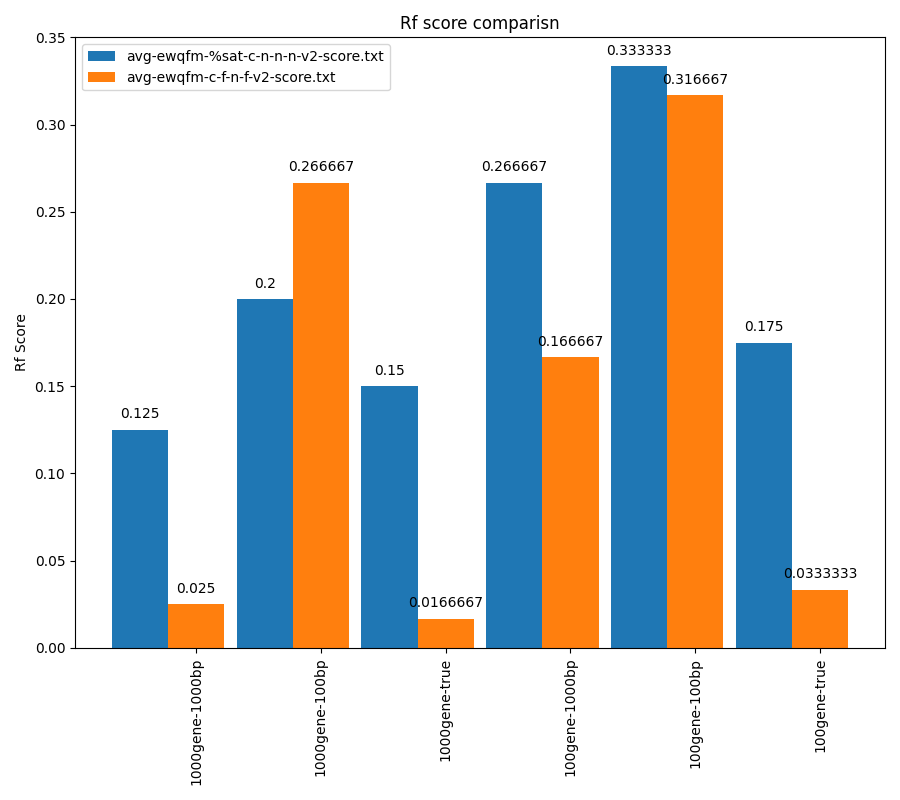 Rf score comparisn
avg-ewqfm-%sat-c-n-n-n-v2-score.txt
avg-ewqfm-c-f-n-f-v2-score.txt
Rf Score
0.35
0.30
0.25
0.20
0.15
0.10
0.05
0.00
0.125
0.025
0.2
0.266667
0.15
0.0166667
0.266667
0.166667
0.333333
0.316667
0.175
0.0333333
1000gene-1000bp
1000gene-100bp
1000gene-true
100gene-1000bp
100gene-100bp
100gene-true